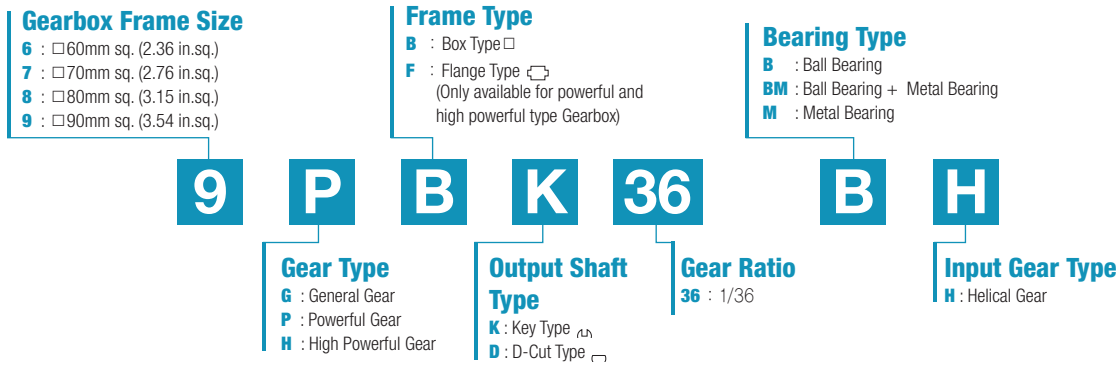 Gearbox Frame Size
6 : □60mm sq. (2.36 in.sq.)
7 : □70mm sq. (2.76 in.sq.)
8 : □80mm sq. (3.15 in.sq.)
9 : □90mm sq. (3.54 in.sq.)
Frame Type
B : Box Type □
F : Flange Type
(Only available for powerful and
high powerful type Gearbox)
Bearing Type
B : Ball Bearing
BM : Ball Bearing + Metal Bearing
M : Metal Bearing
9 P B K 36 B H
Gear Type
G : General Gear
P : Powerful Gear
H : High Powerful Gear
Output Shaft
Type
K : Key Type
D : D-Cut Type
Gear Ratio
36 : 1/36
Input Gear Type
H : Helical Gear